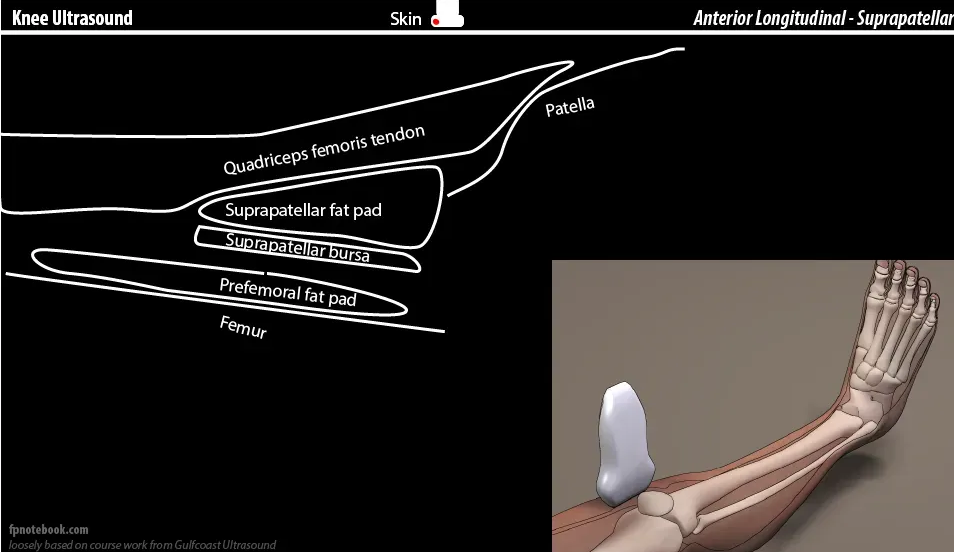 Knee Ultrasound
Skin
Anterior Longitudinal - Suprapatellar
Patella
Quadriceps femoris tendon
Suprapatellar fat pad
Suprapatellar bursa
Prefemoral fat pad
Femur
fpnotebook.com
loosely based on course work from Gulfcoast Ultrasound